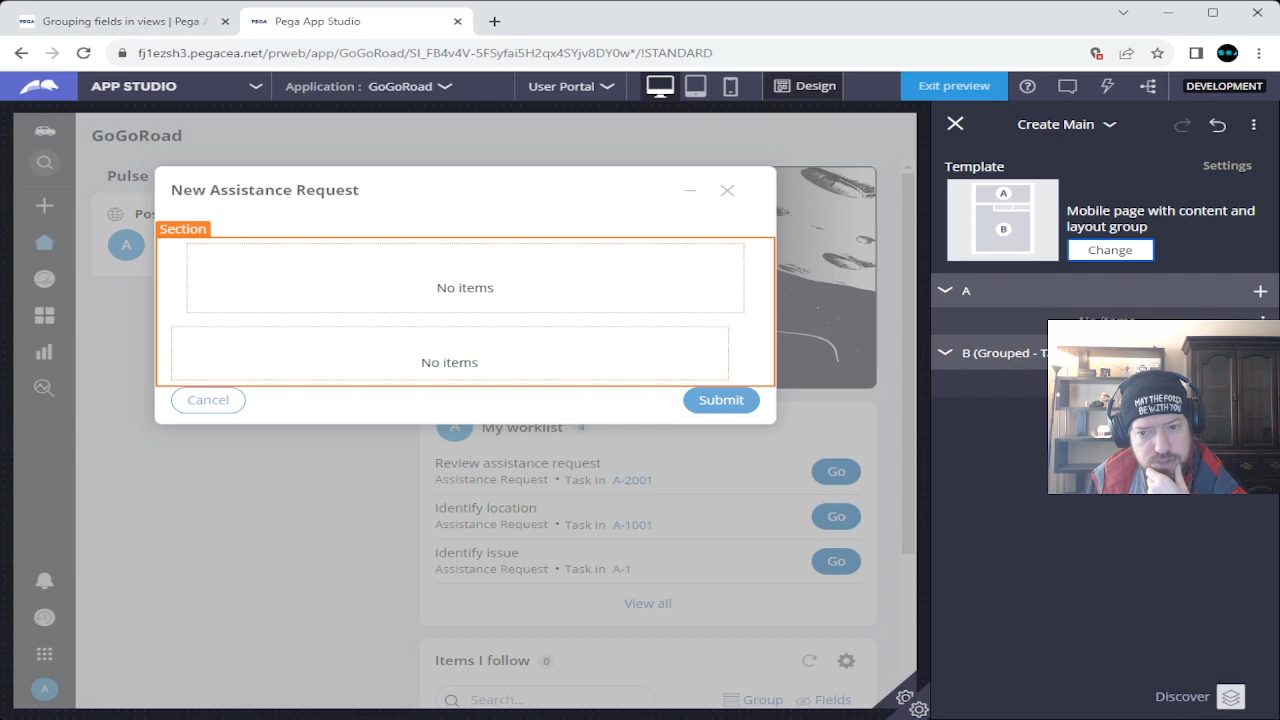 PEGA Grouping fields in views | Pega A
PEGA Pega App Studio
fj1ezsh3.pegacea.net/prweb/app/GoGoRoad/SI_FB4v4V-5FSyfai5H2qx4SYjv8DY0w*/!STANDARD
APP STUDIO
Application : GoGoRoad
User Portal
Design
Exit preview
DEVELOPMENT
GoGoRoad
Create Main
Pulse
Template
Settings
New Assistance Request
A
Mobile page with content and
layout group
B
Change
Pos
A
Section
No items
A
No items
No items
B (Grouped - T
Cancel
Submit
MAY THE FORCE
BE WITH YOU
A
My worklist 4
Review assistance request
Assistance Request • Task in A-2001
Go
Identify location
Assistance Request • Task in A-1001
Go
Identify issue
Assistance Request • Task in A-1
Go
View all
Items I follow 0
Search...
Group
Fields
A
Discover